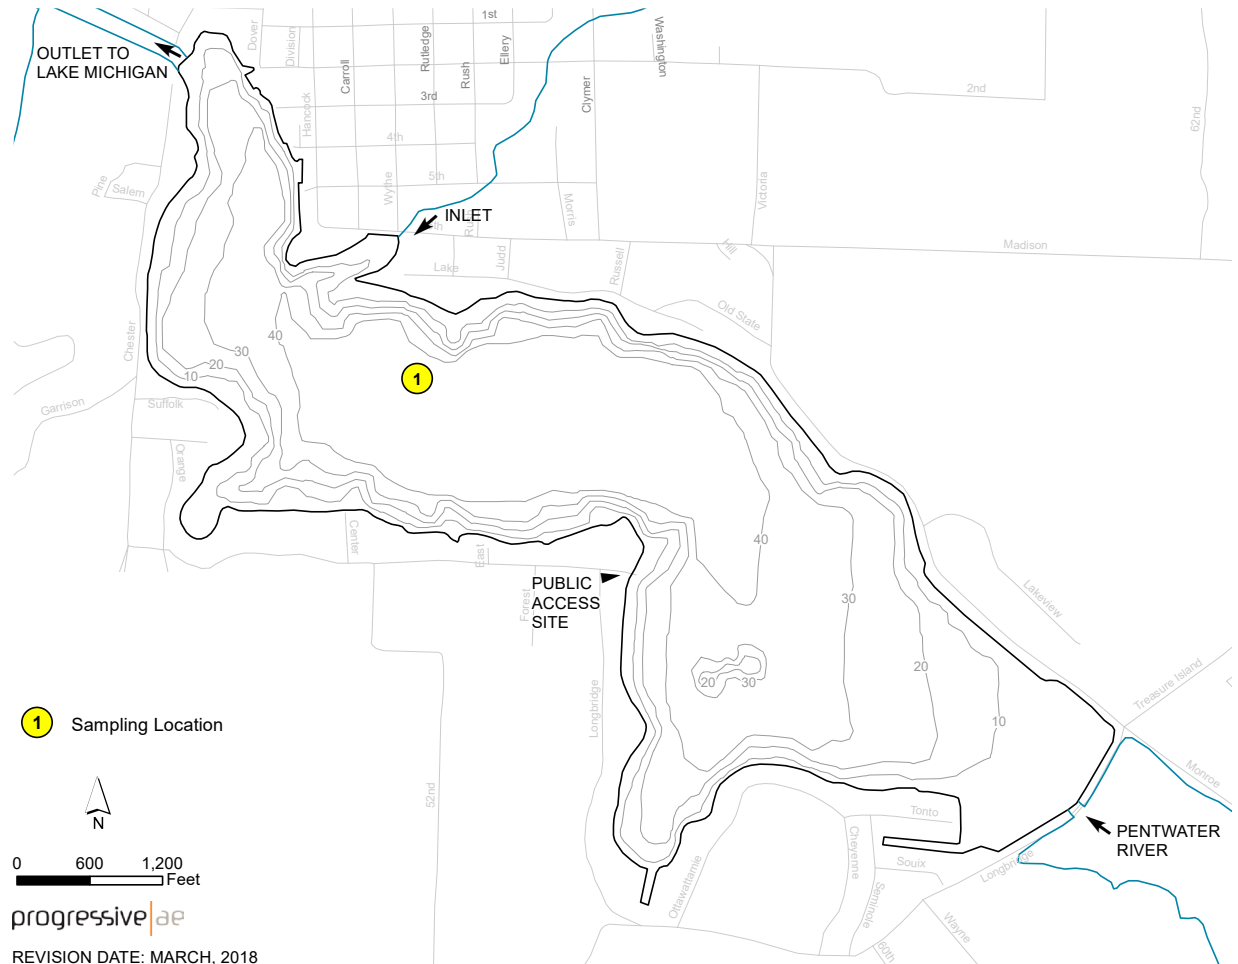 1st
OUTLET TO
LAKE MICHIGAN
Dover
Division
Carroll
Rutledge
Rush
Ellery
Washington
Clymer
2nd
62nd
3rd
Hancock
4th
5th
Wythe
Pine
Salem
INLET
Morris
Victoria
Madison
Hill
Lake
Judd
Russell
Old State
Chester
40
30
20
10
1
Garrison
Suffolk
Orange
Center
East
40
PUBLIC
ACCESS
SITE
Forest
30
Lakeview
20
20
30
10
Treasure Island
Longbridge
1
Sampling Location
Monroe
52nd
N
Tonto
PENTWATER
RIVER
Cheyenne
Souix
Longbridge
Ottawattamie
Seminole
Wayne
60th
0 600 1,200
Feet
progressive ae
REVISION DATE: MARCH, 2018